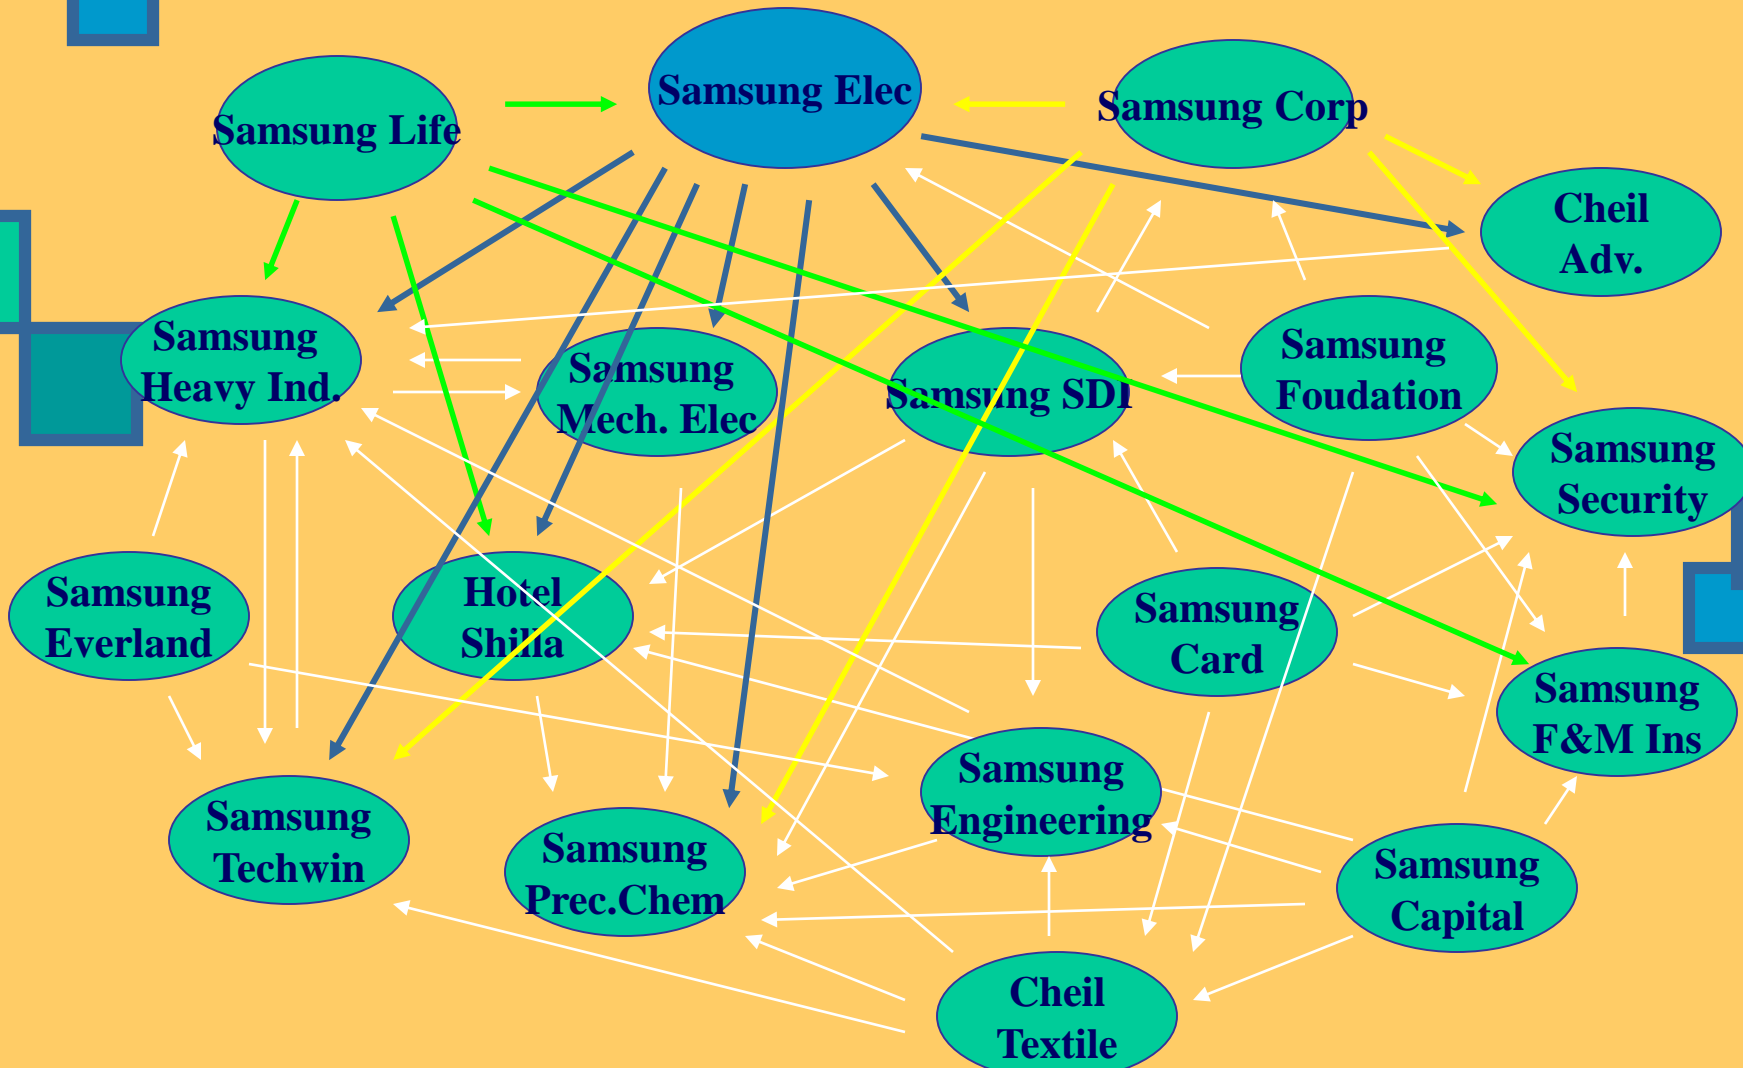 Samsung Elec
Samsung Corp
Samsung Life
Cheil
Adv.
Samsung
Heavy Ind.
Samsung
Mech. Elec
Samsung SDI
Samsung
Foudation
Samsung
Security
Samsung
Everland
Hotel
Shilla
Samsung
Card
Samsung
F&M Ins
Samsung
Techwin
Samsung
Prec.Chem
Samsung
Engineering
Samsung
Capital
Cheil
Textile